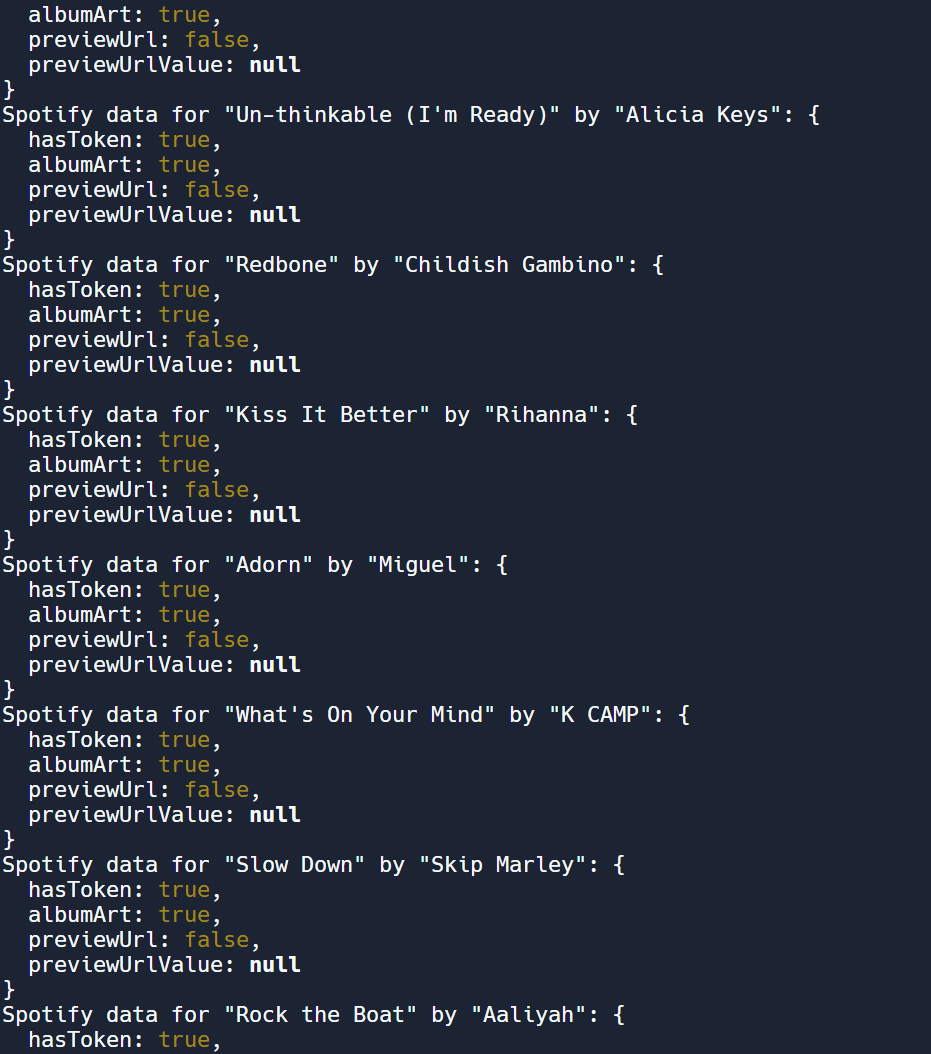 albumArt: true,
previewUrl: false,
previewUrlValue: null
}
Spotify data for "Un-thinkable (I'm Ready)" by "Alicia Keys": {
hasToken: true,
albumArt: true,
previewUrl: false,
previewUrlValue: null
}
Spotify data for "Redbone" by "Childish Gambino": {
hasToken: true,
albumArt: true,
previewUrl: false,
previewUrlValue: null
}
Spotify data for "Kiss It Better" by "Rihanna": {
hasToken: true,
albumArt: true,
previewUrl: false,
previewUrlValue: null
}
Spotify data for "Adorn" by "Miguel": {
hasToken: true,
albumArt: true,
previewUrl: false,
previewUrlValue: null
}
Spotify data for "What's On Your Mind" by "K CAMP": {
hasToken: true,
albumArt: true,
previewUrl: false,
previewUrlValue: null
}
Spotify data for "Slow Down" by "Skip Marley": {
hasToken: true,
albumArt: true,
previewUrl: false,
previewUrlValue: null
}
Spotify data for "Rock the Boat" by "Aaliyah": {
hasToken: true,